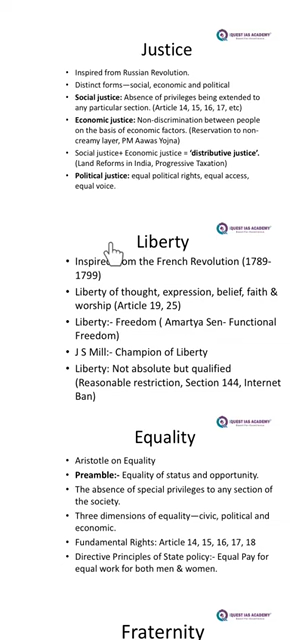 IQUEST IAS ACADEMY
Justice
• Inspired from Russian Revolution.
• Distinct forms—social, economic and political
• Social justice: Absence of privileges being extended to
any particular section. (Article 14, 15, 16, 17, etc)
• Economic justice: Non-discrimination between people
on the basis of economic factors. (Reservation to non-
creamy layer, PM Aawas Yojna)
• Social justice+ Economic justice = 'distributive justice'.
(Land Reforms in India, Progressive Taxation)
• Political justice: equal political rights, equal access,
equal voice.
IQUEST IAS ACADEMY
Liberty
• Inspired from the French Revolution (1789-
1799)
• Liberty of thought, expression, belief, faith &
worship (Article 19, 25)
• Liberty:- Freedom ( Amartya Sen- Functional
Freedom)
• J S Mill:- Champion of Liberty
• Liberty: Not absolute but qualified
(Reasonable restriction, Section 144, Internet
Ban)
IQUEST IAS ACADEMY
Equality
• Aristotle on Equality
• Preamble:- Equality of status and opportunity.
• The absence of special privileges to any section of
the society.
• Three dimensions of equality—civic, political and
economic.
• Fundamental Rights: Article 14, 15, 16, 17, 18
• Directive Principles of State policy:- Equal Pay for
equal work for both men & women.
IQUEST IAS ACADEMY
Fraternity